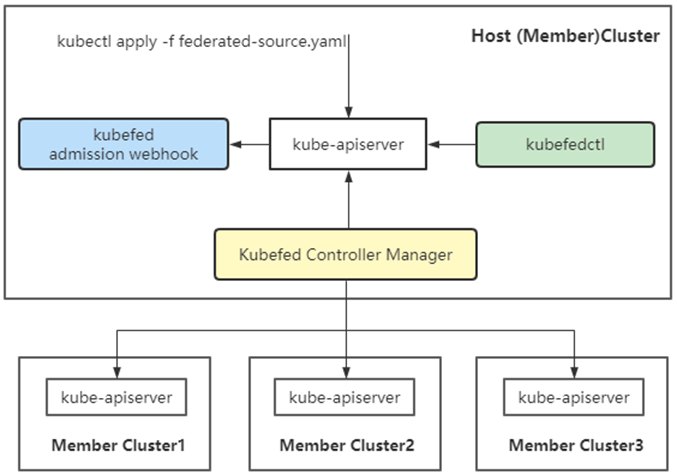 kubectl apply -f federated-source.yaml
Host (Member)Cluster
kubefed
admission webhook
kube-apiserver
kubefedctl
Kubefed Controller Manager
kube-apiserver
kube-apiserver
kube-apiserver
Member Cluster1
Member Cluster2
Member Cluster3